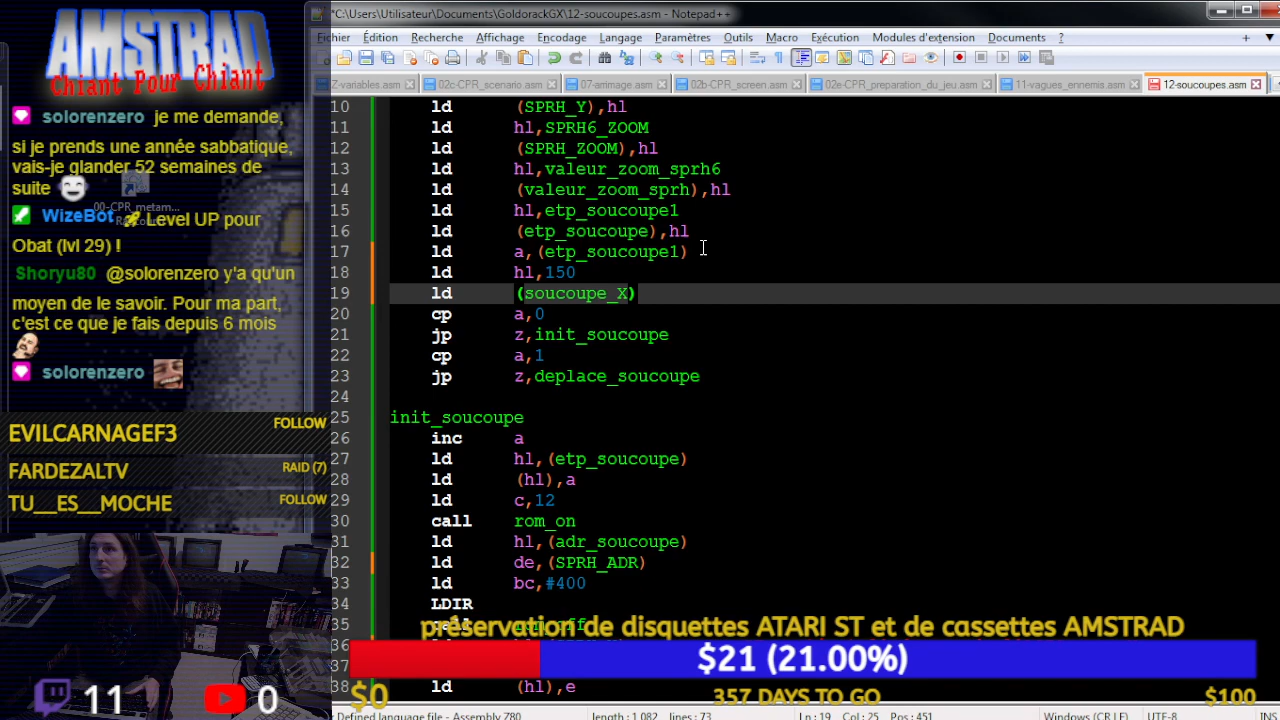 AMSTRAD
Chiant Pour Chiant
solorenzero je me demande,
si je prends une année sabbatique,
vais-je glander 52 semaines de
suite
WizeBot Level UP pour
Obat (lvl 29) !
Shoryu80 @solorenzero y'a qu'un
moyen de le savoir. Pour ma part,
c'est ce que je fais depuis 6 mois
solorenzero
00-CPR_metam...
EVILCARNAGEF3 FOLLOW
FARDEZALTV RAID (7)
TU__ES__MOCHE FOLLOW
11 0
*C:\Users\Utilisateur\Documents\GoldorackGX\12-soucoupes.asm - Notepad++
Fichier Édition Recherche Affichage Encodage Langage Paramètres Outils Macro Exécution Modules d'extension Documents
7-variables.asm 02c-CPR_scenario.asm 07-arrimage.asm 02b-CPR_screen.asm 02e-CPR_preparation_du_jeu.asm 11-vagues_ennemis.asm 12-soucoupes.asm
10 ld (SPRH_Y),hl
11 ld hl,SPRH6_ZOOM
12 ld (SPRH_ZOOM),hl
13 ld hl,valeur_zoom_sprh6
14 ld (valeur_zoom_sprh),hl
15 ld hl,etp_soucoupe1
16 ld (etp_soucoupe),hl
17 ld a,(etp_soucoupe1)
18 ld hl,150
19 ld (soucoupe_X)
20 cp a,0
21 jp z,init_soucoupe
22 cp a,1
23 jp z,deplace_soucoupe
24
25 init_soucoupe
26 inc a
27 ld hl,(etp_soucoupe)
28 ld (hl),a
29 ld c,12
30 call rom_on
31 ld hl,(adr_soucoupe)
32 ld de,(SPRH_ADR)
33 ld bc,#400
34 LDIR
35
36
37
38 ld (hl),e
préservation de disquettes ATARI ST et de cassettes AMSTRAD
$21 (21.00%)
$0 357 DAYS TO GO $100
Defined language file - Assembly Z80 length : 1.082 lines : 73 Ln : 19 Col : 25 Pos : 451 Windows (CR LF) UTF-8 INS